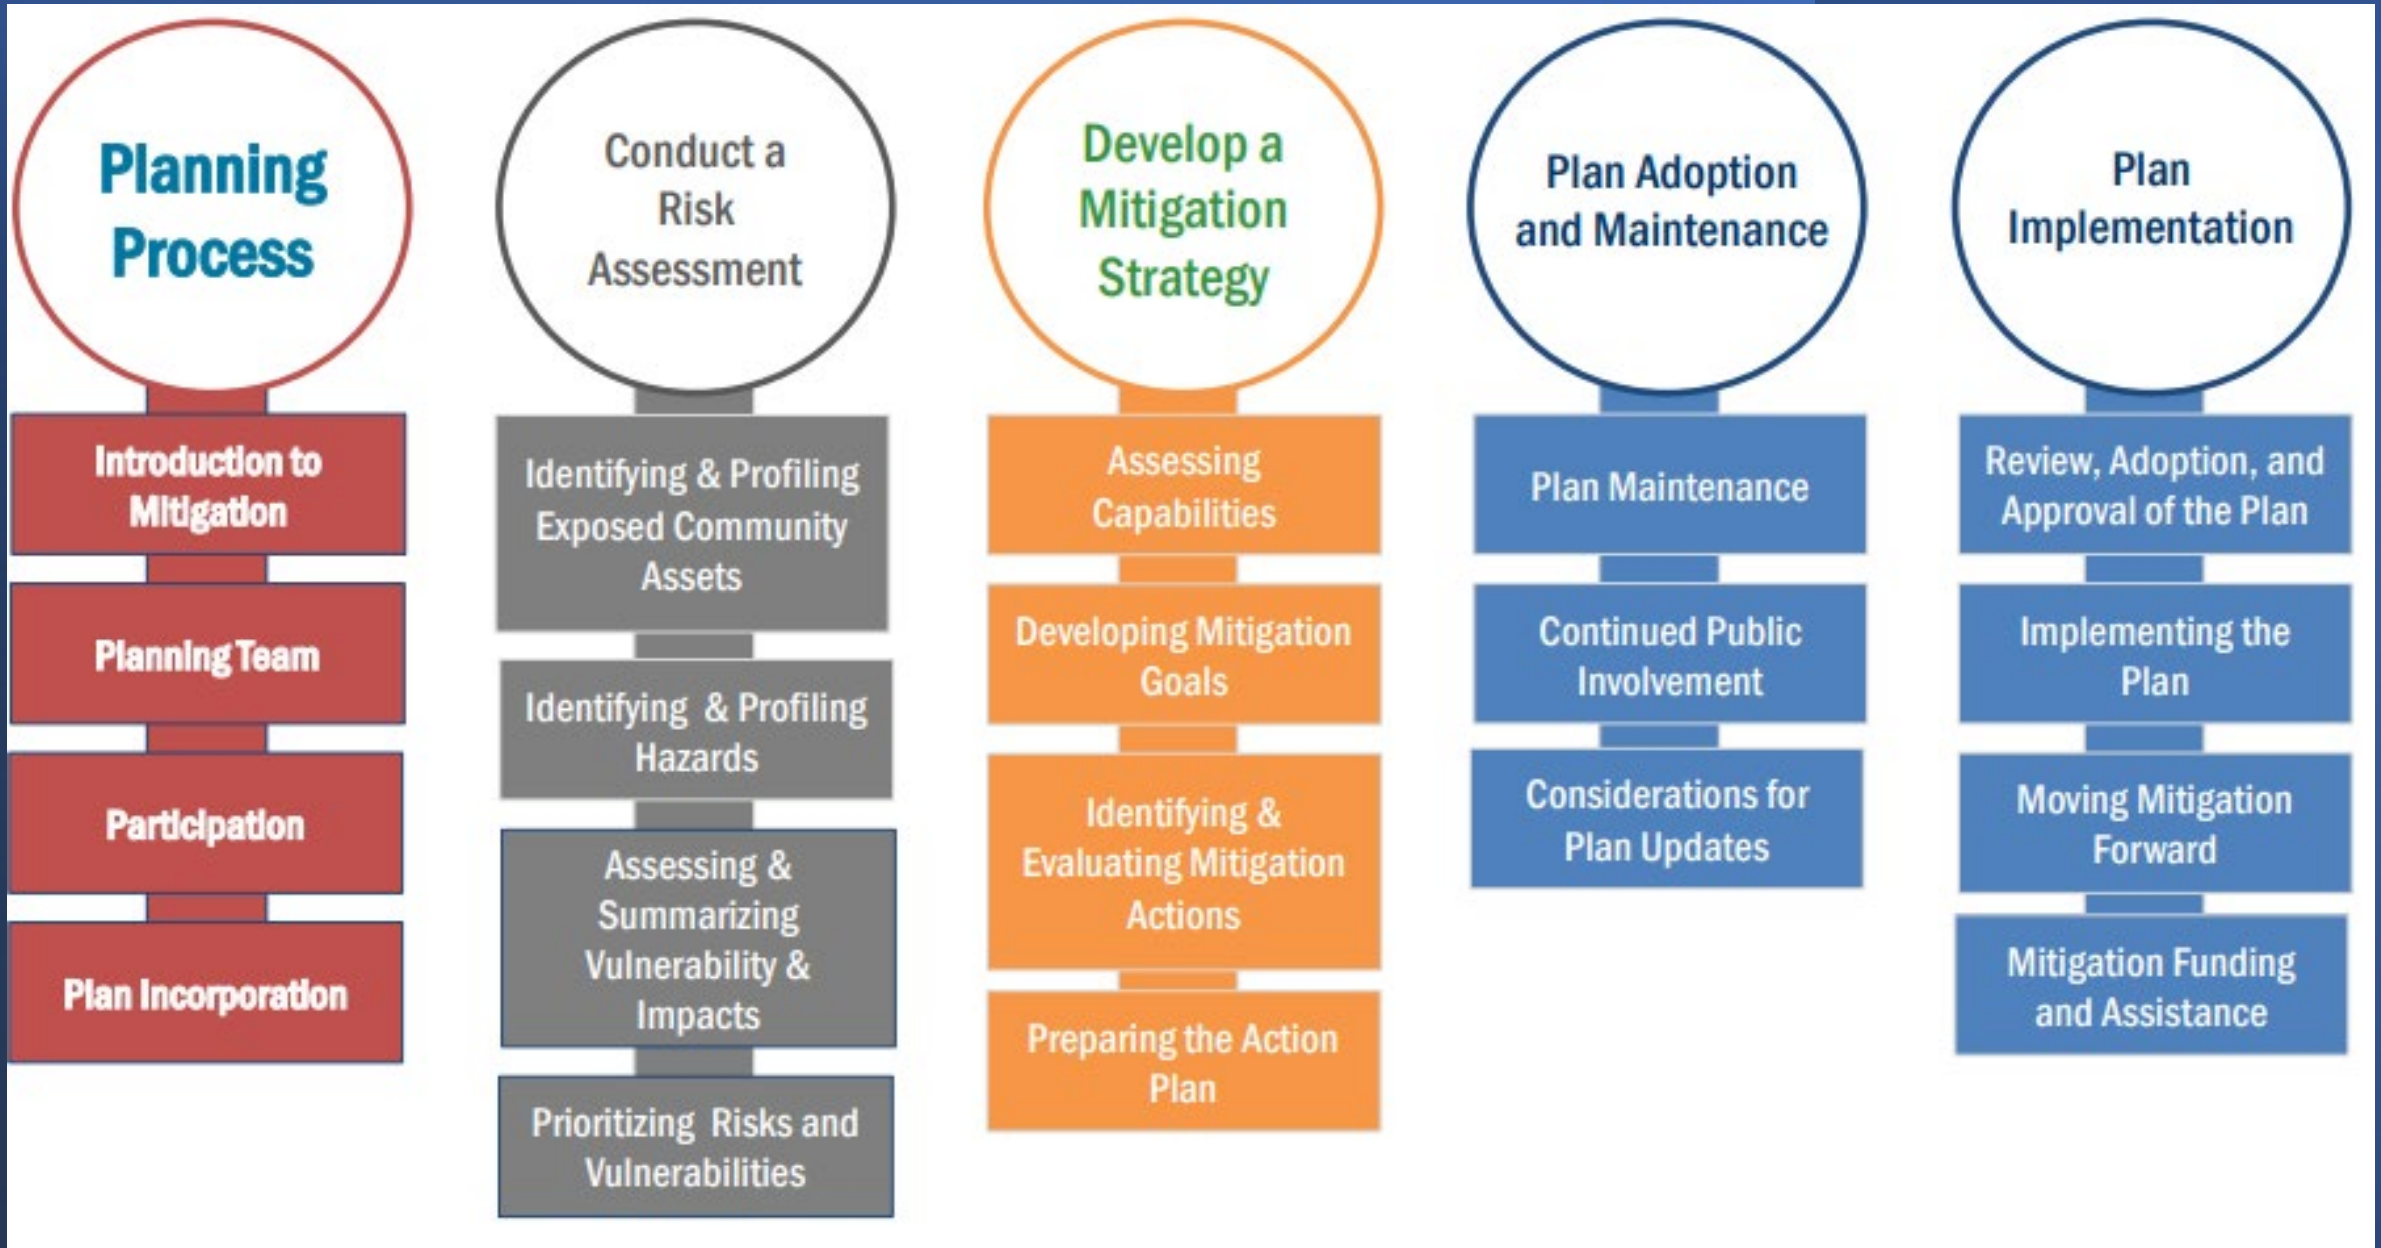 Planning
Process
Introduction to
Mitigation
Planning Team
Participation
Plan Incorporation
Conduct a
Risk
Assessment
Identifying & Profiling
Exposed Community
Assets
Identifying & Profiling
Hazards
Assessing &
Summarizing
Vulnerability &
Impacts
Prioritizing Risks and
Vulnerabilities
Develop a
Mitigation
Strategy
Assessing
Capabilities
Developing Mitigation
Goals
Identifying &
Evaluating Mitigation
Actions
Preparing the Action
Plan
Plan Adoption
and Maintenance
Plan Maintenance
Continued Public
Involvement
Considerations for
Plan Updates
Plan
Implementation
Review, Adoption, and
Approval of the Plan
Implementing the
Plan
Moving Mitigation
Forward
Mitigation Funding
and Assistance